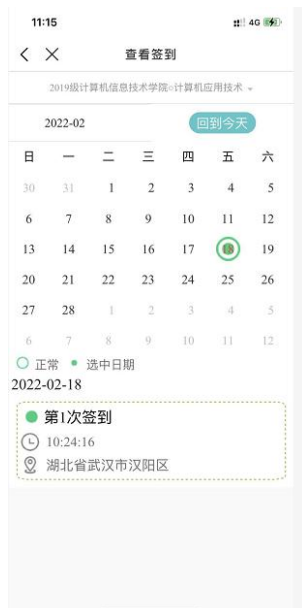 11:15
4G
查看签到
2019级计算机信息技术学院○计算机应用技术
2022-02
回到今天
日 一 二 三 四 五 六
30 31 1 2 3 4 5
6 7 8 9 10 11 12
13 14 15 16 17 18 19
20 21 22 23 24 25 26
27 28 1 2 3 4 5
6 7 8 9 10 11 12
正常 选中日期
2022-02-18
第1次签到
10:24:16
湖北省武汉市汉阳区